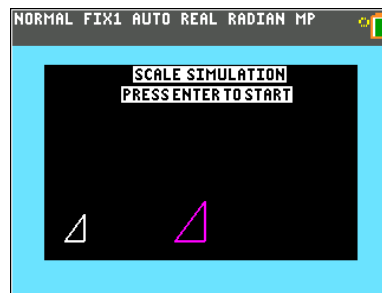 NORMAL FIX1 AUTO REAL RADIAN MP
SCALE SIMULATION
PRESS ENTER TO START